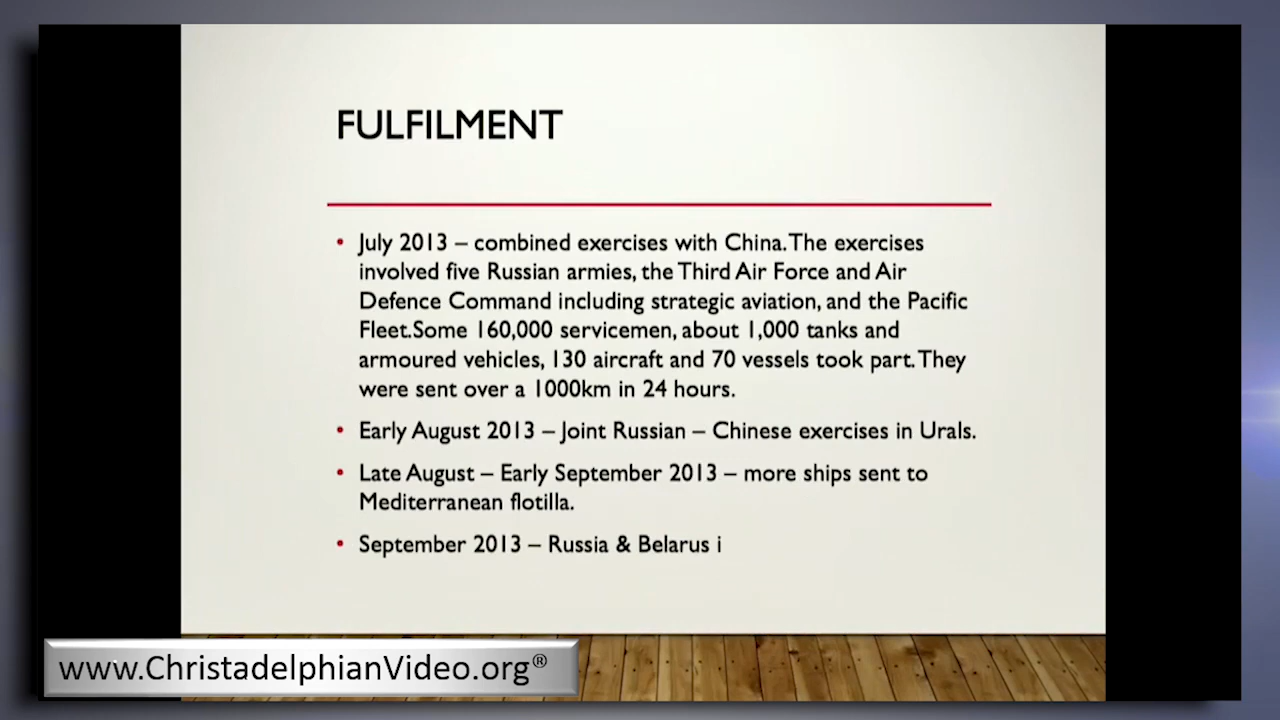 FULFILMENT
• July 2013 – combined exercises with China.The exercises
involved five Russian armies, the Third Air Force and Air
Defence Command including strategic aviation, and the Pacific
Fleet.Some 160,000 servicemen, about 1,000 tanks and
armoured vehicles, 130 aircraft and 70 vessels took part.They
were sent over a 1000km in 24 hours.
• Early August 2013 – Joint Russian – Chinese exercises in Urals.
• Late August – Early September 2013 – more ships sent to
Mediterranean flotilla.
• September 2013 – Russia & Belarus i
www.ChristadelphianVideo.org®